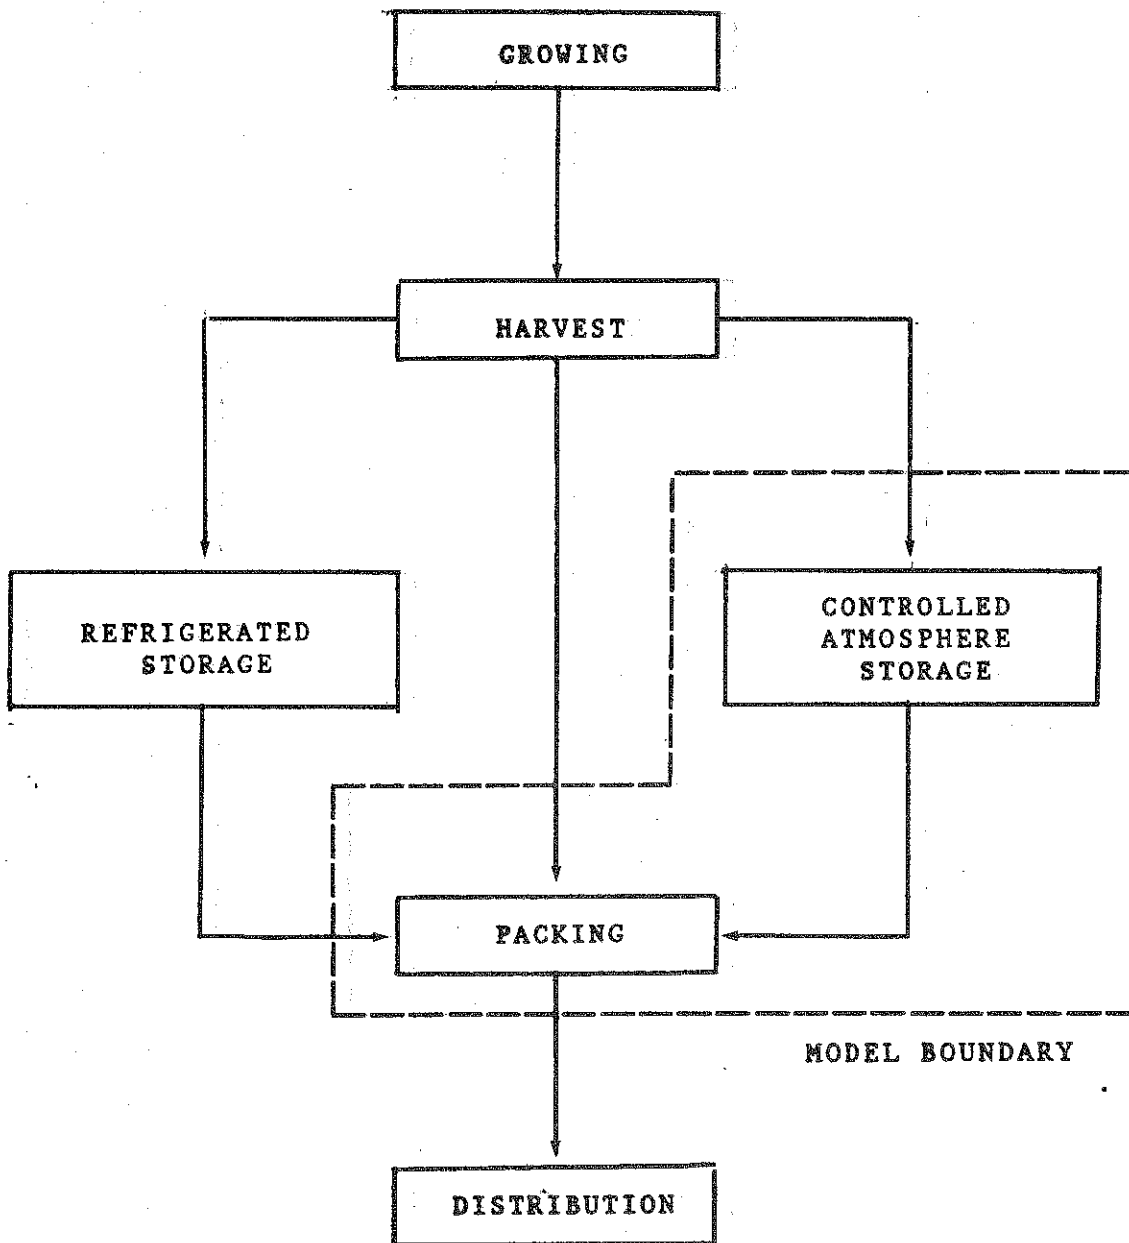 GROWING
HARVEST
REFRIGERATED
STORAGE
CONTROLLED
ATMOSPHERE
STORAGE
PACKING
MODEL BOUNDARY
DISTRIBUTION